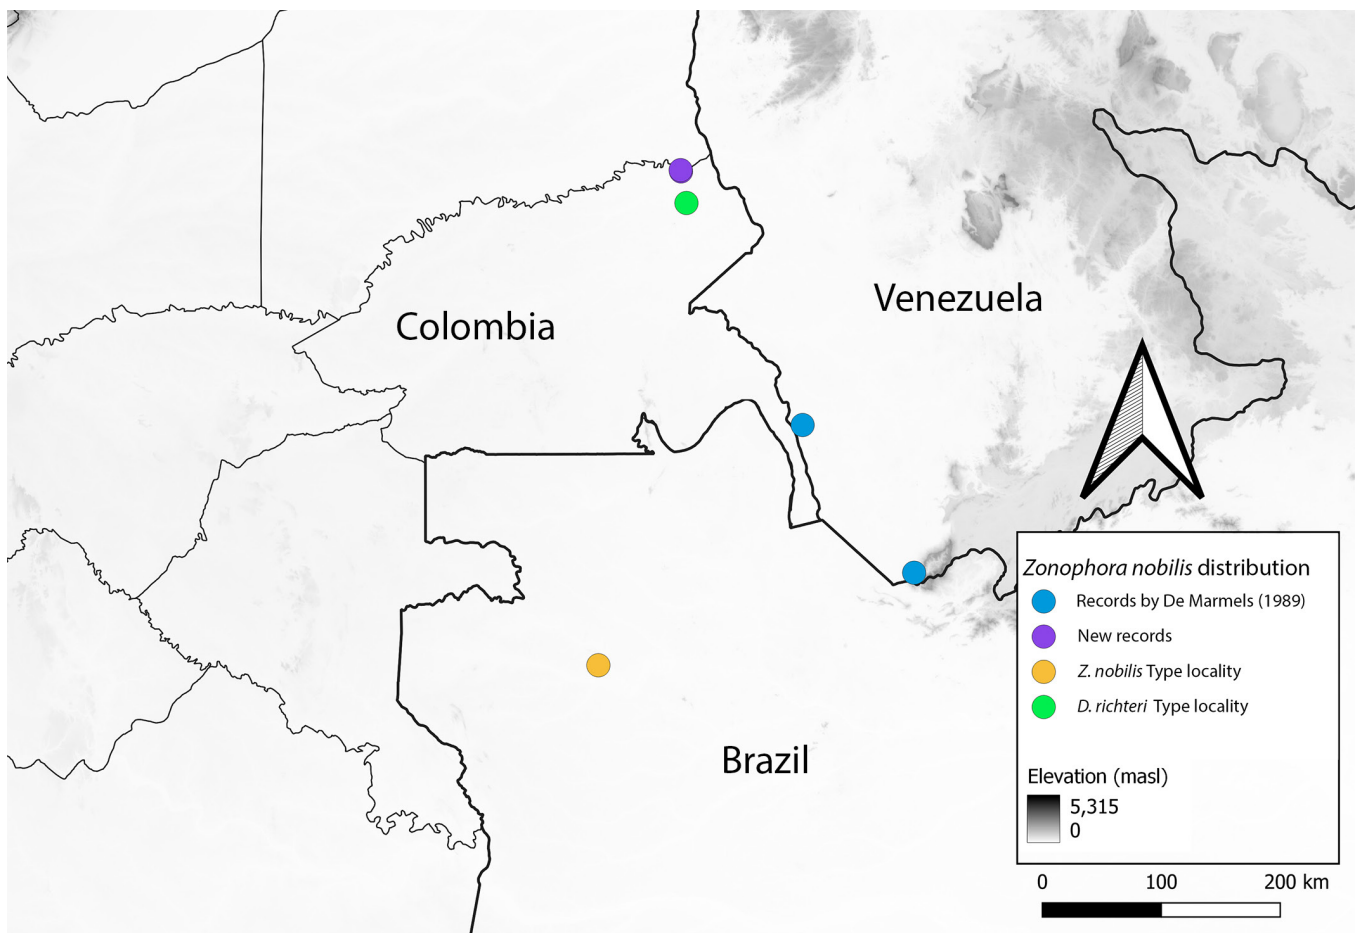 Venezuela
Colombia
Brazil
Zonophora nobilis distribution
Records by De Marmels (1989)
New records
Z. nobilis Type locality
D. richteri Type locality
Elevation (masl)
5,315
0
0 100 200 km